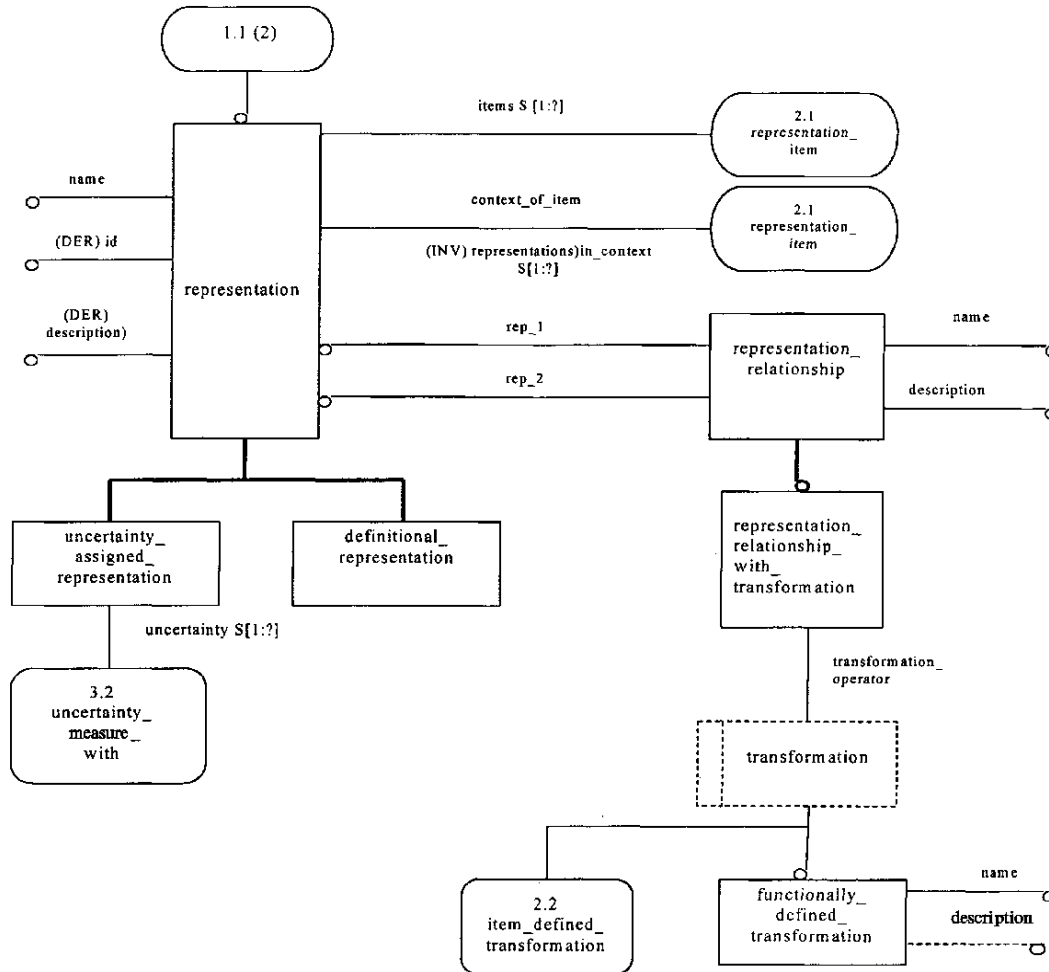 1.1 (2)
items S [1:?]
2.1
representation_
item
name
context_of_item
2.1
representation_
item
(DER) id
(INV) representations)in_context
S[1:?]
representation
(DER)
description)
rep_1
rep_2
representation_
relationship
name
description
uncertainty_
assigned_
representation
definitional_
representation
representation_
relationship_
with_
transformation
uncertainty S[1:?]
transformation_
operator
3.2
uncertainty_
measure_
with
transformation
2.2
item_defined_
transformation
functionally_
defined_
transformation
name
description